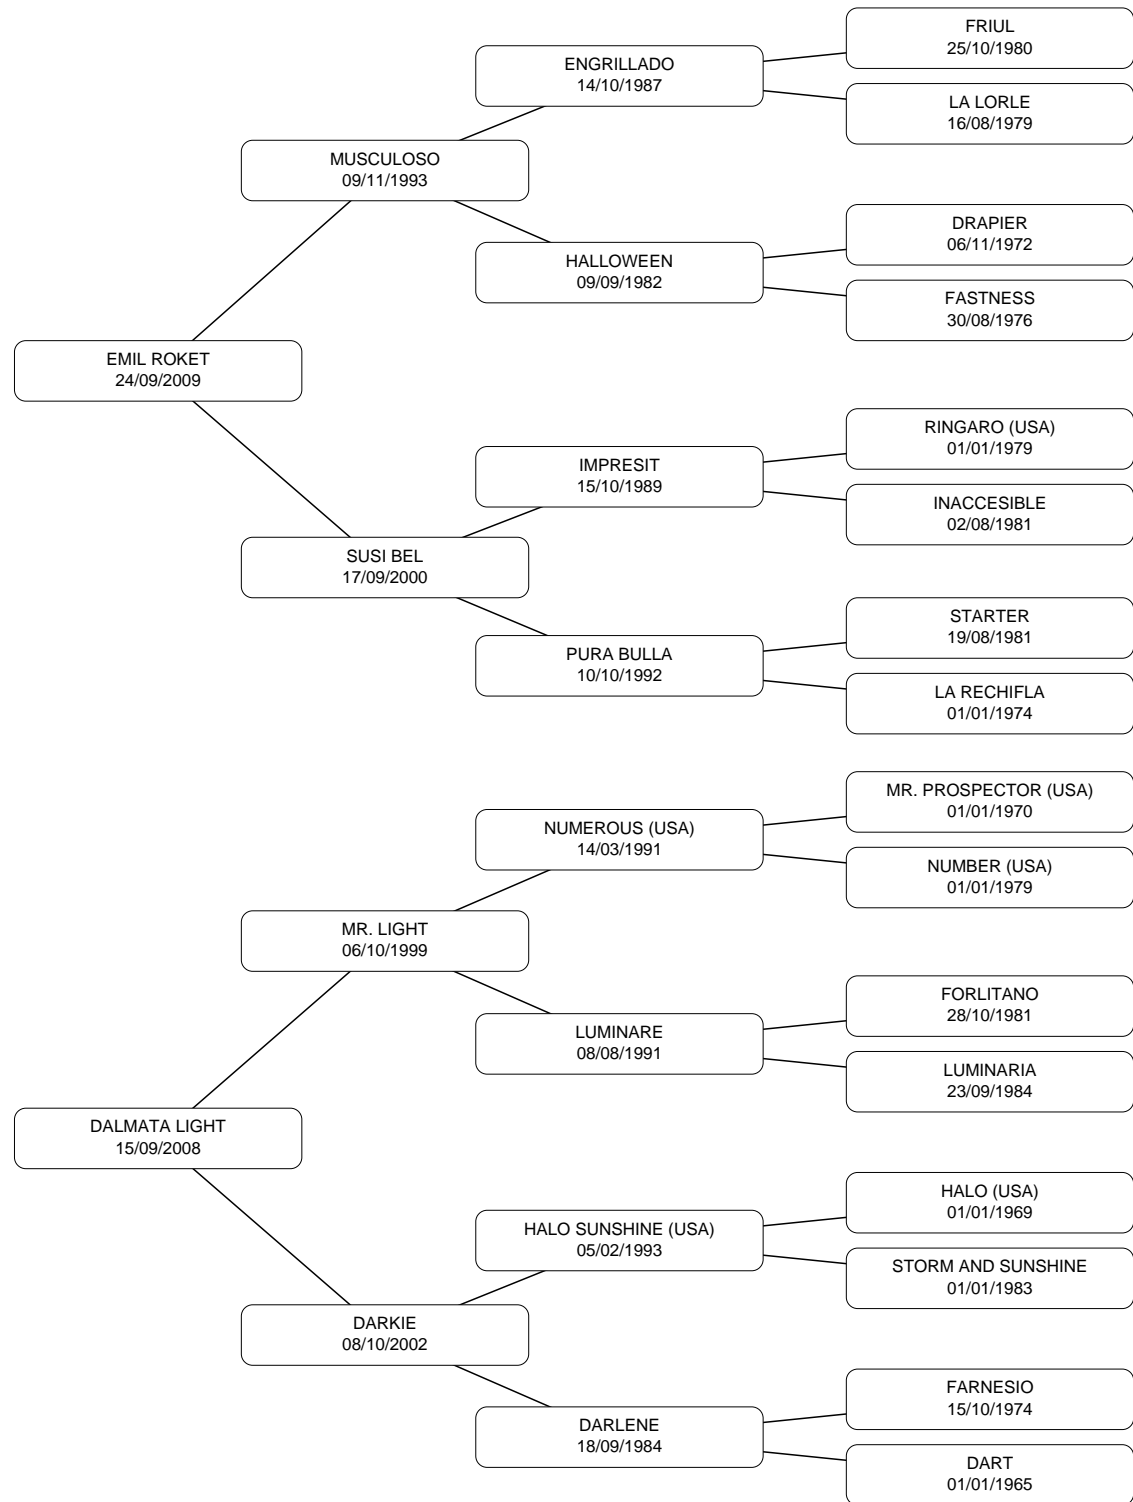 FRIUL
25/10/1980
ENGRILLADO
14/10/1987
LA LORLE
16/08/1979
MUSCULOSO
09/11/1993
DRAPIER
06/11/1972
HALLOWEEN
09/09/1982
FASTNESS
30/08/1976
EMIL ROKET
24/09/2009
RINGARO (USA)
01/01/1979
IMPRESIT
15/10/1989
INACCESIBLE
02/08/1981
SUSI BEL
17/09/2000
STARTER
19/08/1981
PURA BULLA
10/10/1992
LA RECHIFLA
01/01/1974
MR. PROSPECTOR (USA)
01/01/1970
NUMEROUS (USA)
14/03/1991
NUMBER (USA)
01/01/1979
MR. LIGHT
06/10/1999
FORLITANO
28/10/1981
LUMINARE
08/08/1991
LUMINARIA
23/09/1984
DALMATA LIGHT
15/09/2008
HALO (USA)
01/01/1969
HALO SUNSHINE (USA)
05/02/1993
STORM AND SUNSHINE
01/01/1983
DARKIE
08/10/2002
FARNESIO
15/10/1974
DARLENE
18/09/1984
DART
01/01/1965